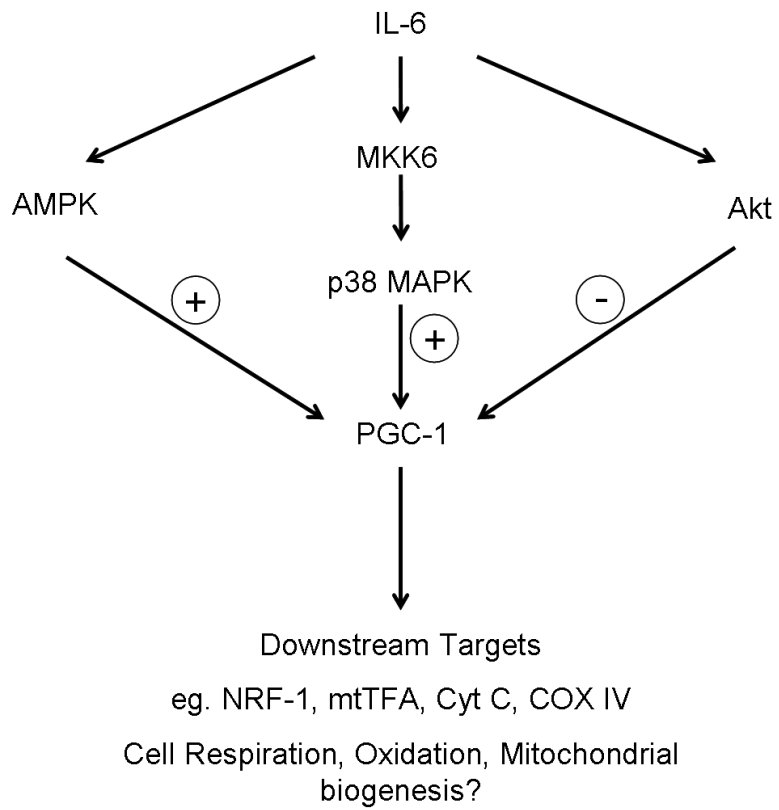 IL-6
MKK6
AMPK
Akt
p38 MAPK
+
-
+
PGC-1
Downstream Targets
eg. NRF-1, mtTFA, Cyt C, COX IV
Cell Respiration, Oxidation, Mitochondrial
biogenesis?